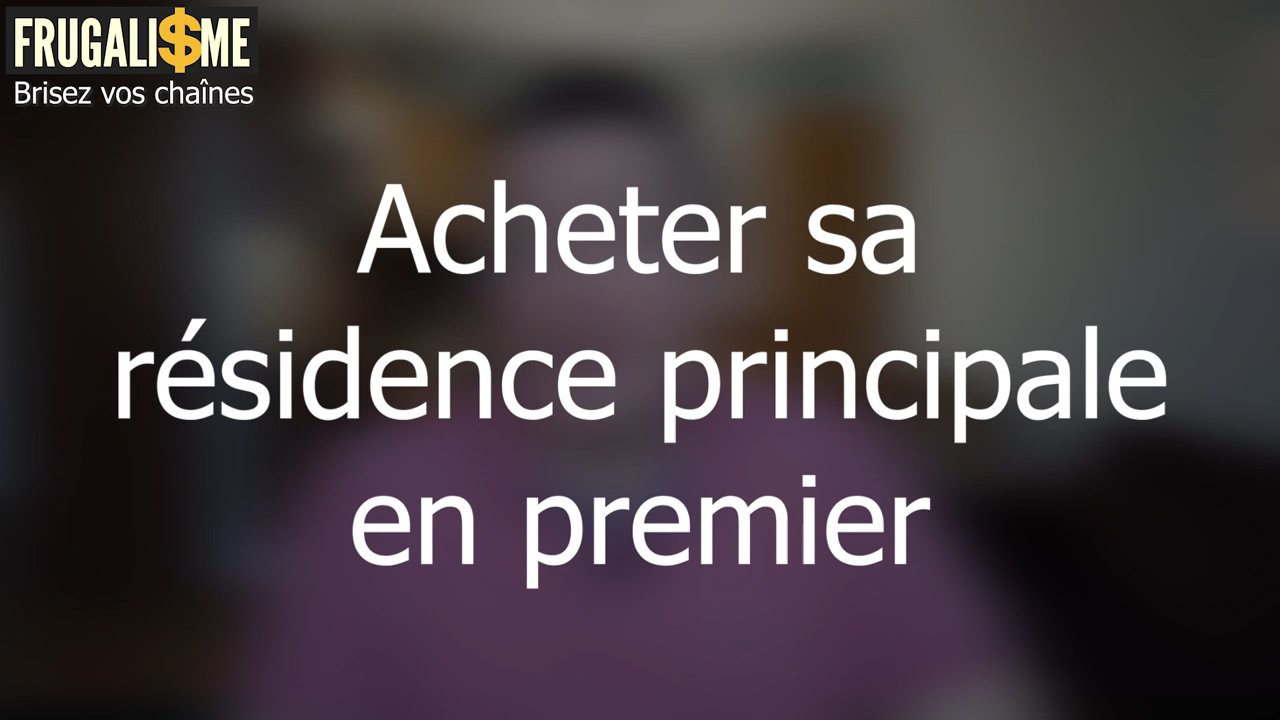 FRUGALI$ME
Brisez vos chaînes
Acheter sa
résidence principale
en premier